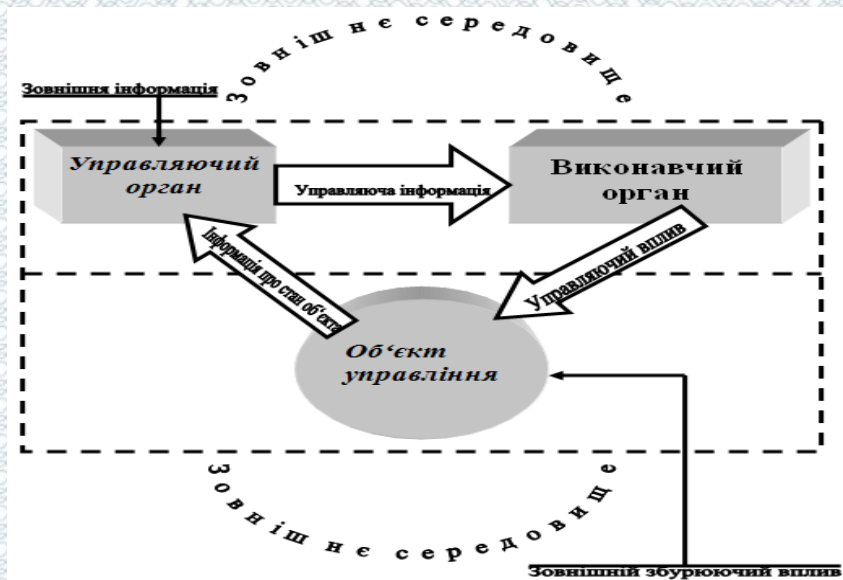 Зовнішнє середовище
Зовнішня інформація
Управляючий
орган
Управляюча інформація
Виконавчий
орган
Інформація про стан об‘єкта
Управляючий вплив
Об‘єкт
управління
Зовнішнє середовище
Зовнішній збурюючий вплив